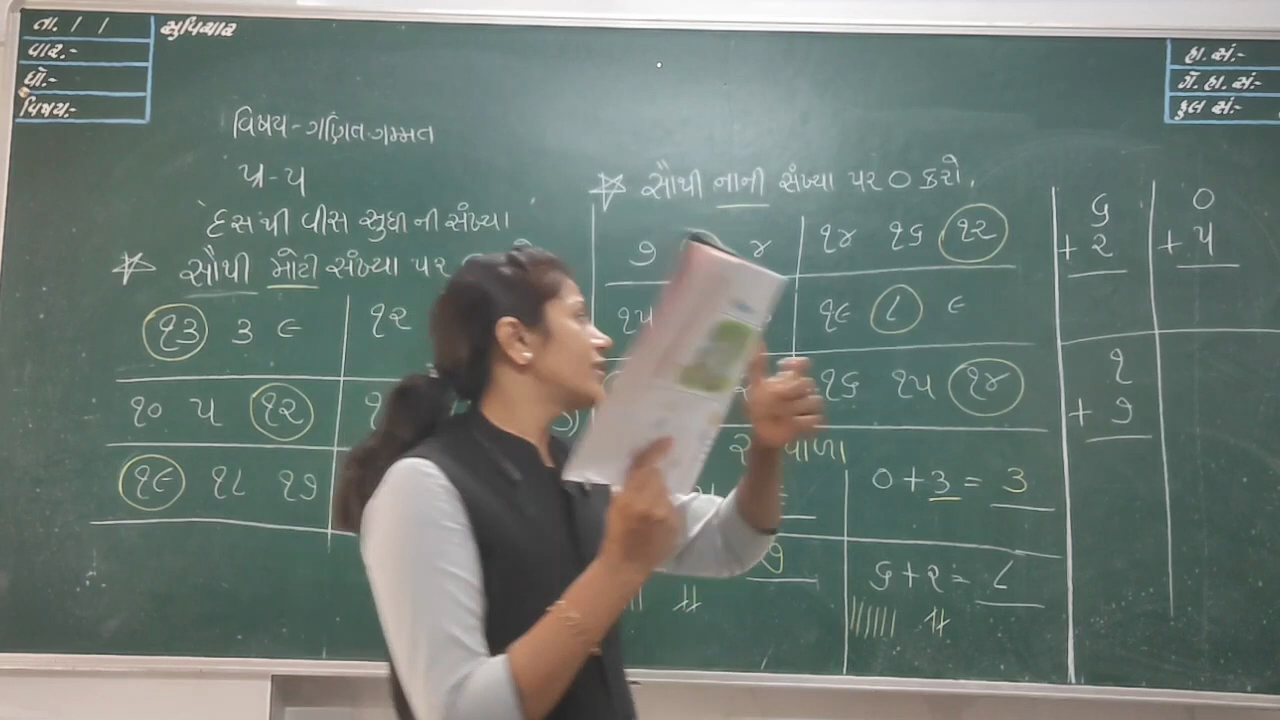 તા. / /
વાર:-
ધો:-
વિષય:-
સુવિચાર
હા. સં:-
ગે. હા. સં:-
કુલ સં:-
વિષય - ગણિત ગમ્મત
પ્ર - ૫
દસ થી વીસ સુધી ની સંખ્યા
☆ સૌથી મોટી સંખ્યા પર
૧૩ ૩ ૯ ૧૨
૧૦ ૫ ૧૨
૧૯ ૧૮ ૧૭
☆ સૌથી નાની સંખ્યા પર ૦ કરો.
૭ ૪ ૧૪ ૧૬ ૧૨
૧૫ ૧૯ ૮ ૯
૧૬ ૧૫ ૧૪
૦ + ૩ = ૩
૭ ૬ + ૨ = ૮
૬
+ ૨
૦
+ ૫
૧
+ ૭